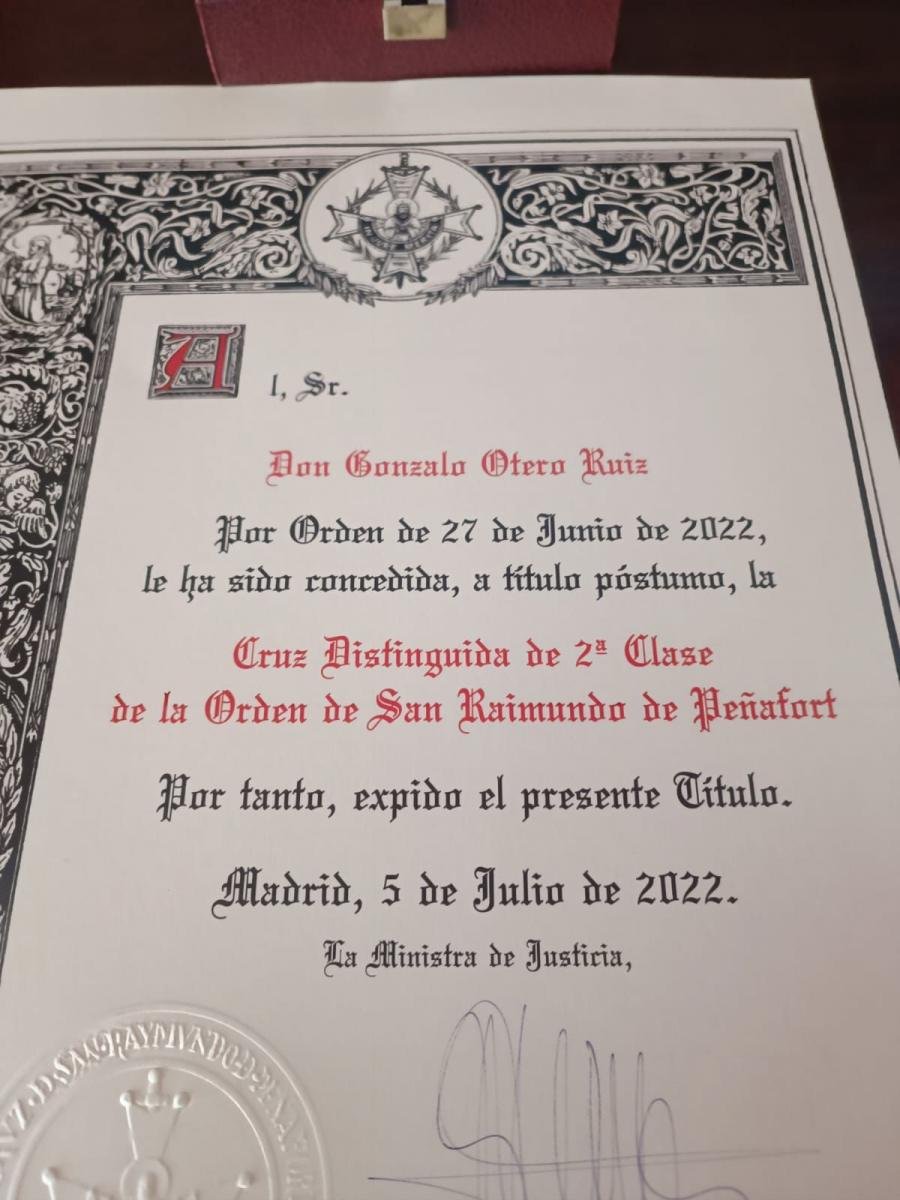 Al, Sr.
Don Gonzalo Otero Ruiz
Por Orden de 27 de Junio de 2022,
le ha sido concedida, a título póstumo, la
Cruz Distinguida de 2ª Clase
de la Orden de San Raimundo de Peñafort
Por tanto, expido el presente Título.
Madrid, 5 de Julio de 2022.
La Ministra de Justicia,
D·SAN·RAYMVNDO·D·